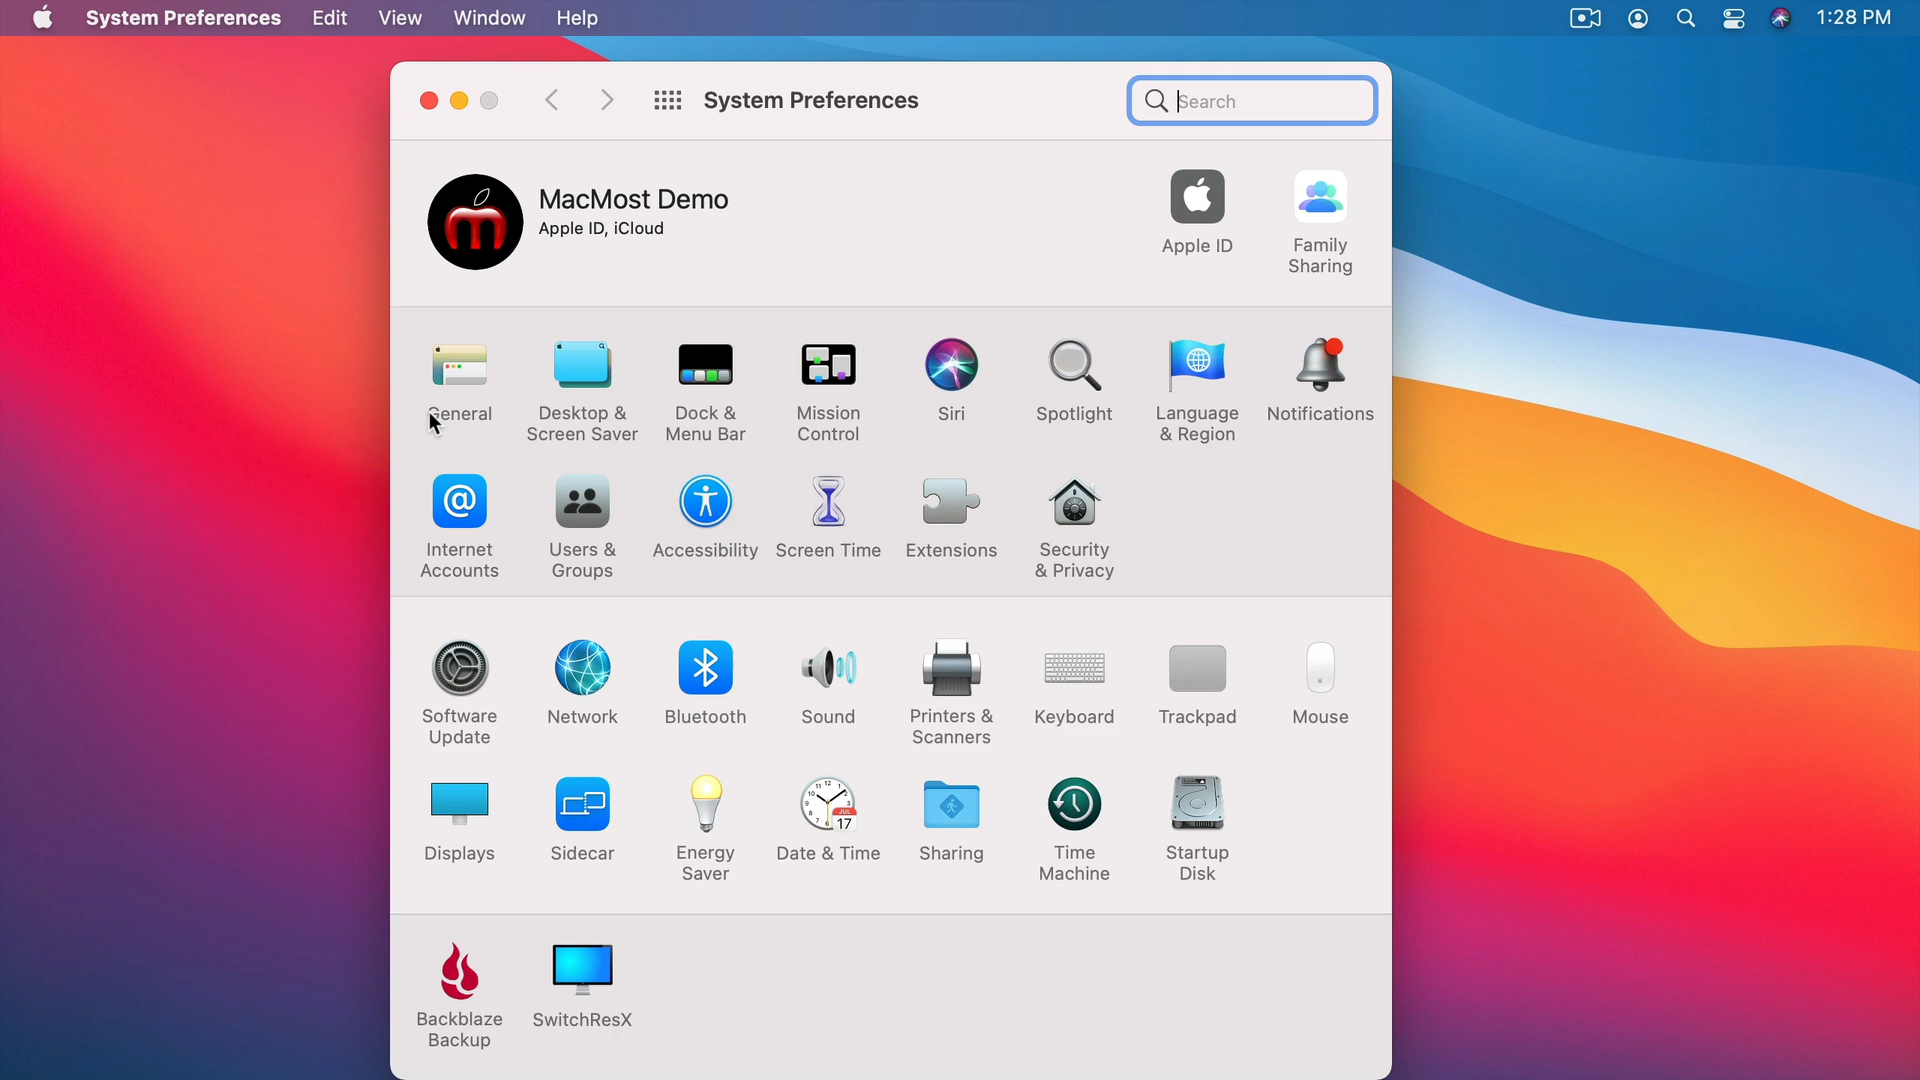 System Preferences Edit View Window Help 1:28 PM
System Preferences Search
MacMost Demo
Apple ID, iCloud
Apple ID Family
Sharing
General Desktop & Dock & Mission Siri Spotlight Language Notifications
Screen Saver Menu Bar Control & Region
Internet Users & Accessibility Screen Time Extensions Security
Accounts Groups & Privacy
Software Network Bluetooth Sound Printers & Keyboard Trackpad Mouse
Update Scanners
JUL
17
Displays Sidecar Energy Date & Time Sharing Time Startup
Saver Machine Disk
Backblaze SwitchResX
Backup